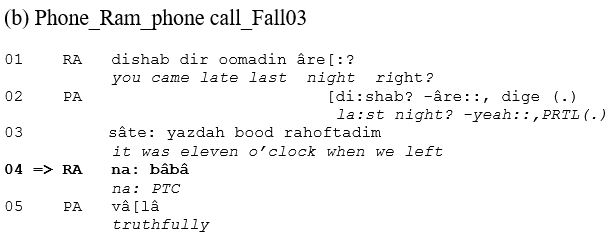 (b) Phone_Ram_phone call_Fall03
01 RA dishab dir oomadin âre[:?
you came late last night right?
02 PA [di:shab? -âre::, dige (.)
la:st night? -yeah::,PRTL(.)
03 sâte: yazdah bood rahoftadim
it was eleven o’clock when we left
04 => RA na: bâbâ
na: PTC
05 PA vâ[lâ
truthfully